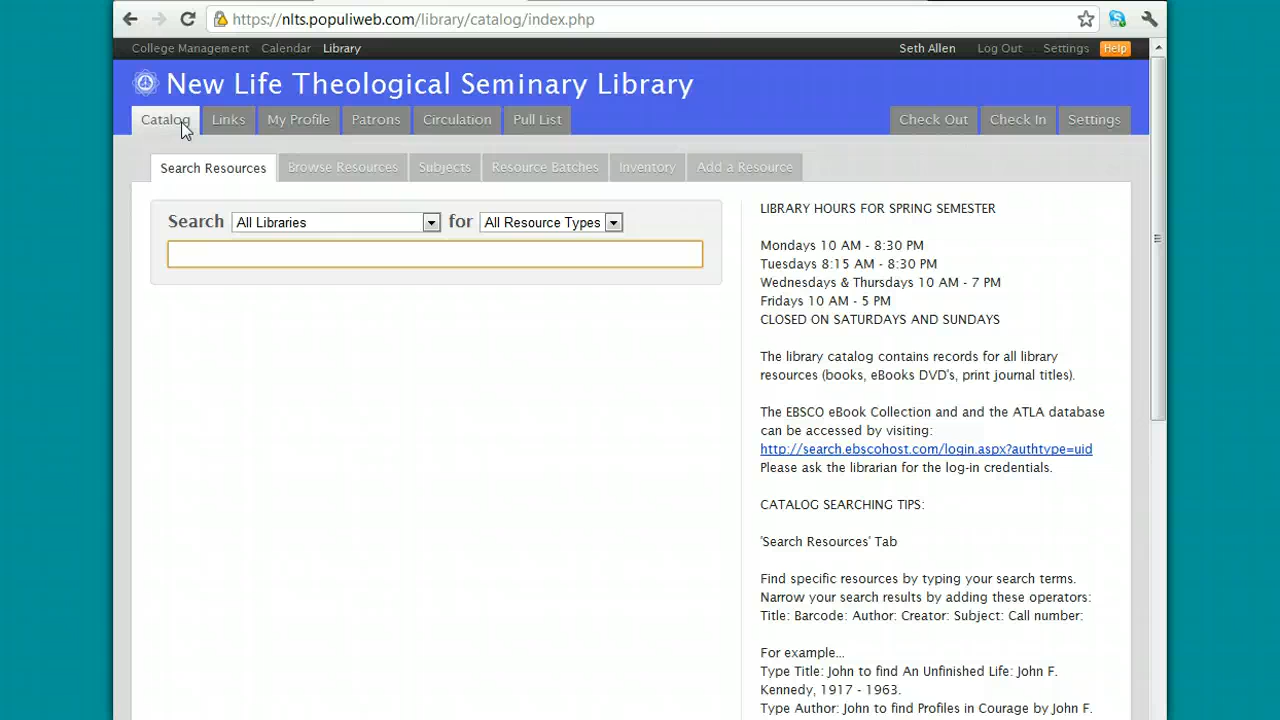 https://nlts.populiweb.com/library/catalog/index.php
College Management Calendar Library Seth Allen Log Out Settings Help
New Life Theological Seminary Library
Catalog Links My Profile Patrons Circulation Pull List Check Out Check In Settings
Search Resources Browse Resources Subjects Resource Batches Inventory Add a Resource
Search All Libraries for All Resource Types
LIBRARY HOURS FOR SPRING SEMESTER
Mondays 10 AM - 8:30 PM
Tuesdays 8:15 AM - 8:30 PM
Wednesdays & Thursdays 10 AM - 7 PM
Fridays 10 AM - 5 PM
CLOSED ON SATURDAYS AND SUNDAYS
The library catalog contains records for all library
resources (books, eBooks DVD's, print journal titles).
The EBSCO eBook Collection and and the ATLA database
can be accessed by visiting:
http://search.ebscohost.com/login.aspx?authtype=uid
Please ask the librarian for the log-in credentials.
CATALOG SEARCHING TIPS:
'Search Resources' Tab
Find specific resources by typing your search terms.
Narrow your search results by adding these operators:
Title: Barcode: Author: Creator: Subject: Call number:
For example...
Type Title: John to find An Unfinished Life: John F.
Kennedy, 1917 - 1963.
Type Author: John to find Profiles in Courage by John F.